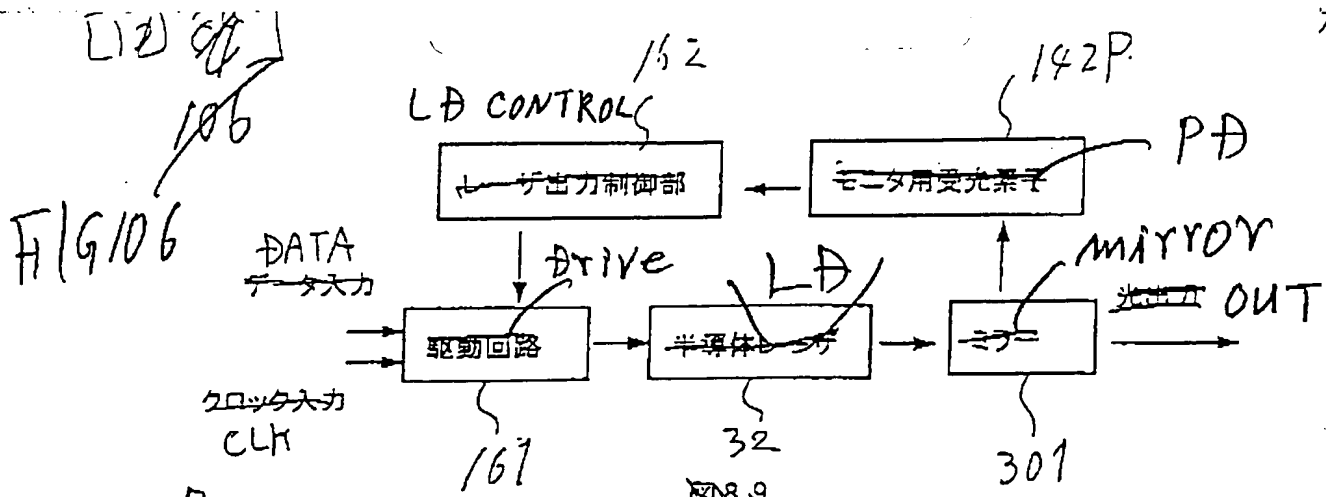 106
FIG106
162
142P.
LD CONTROL
PD
レーザ出力制御部
モニタ用受光素子
DATA
データ入力
Drive
LD
mirror
光出力 OUT
駆動回路
半導体レーザ
ミラー
クロック入力
CLK
161
32
301